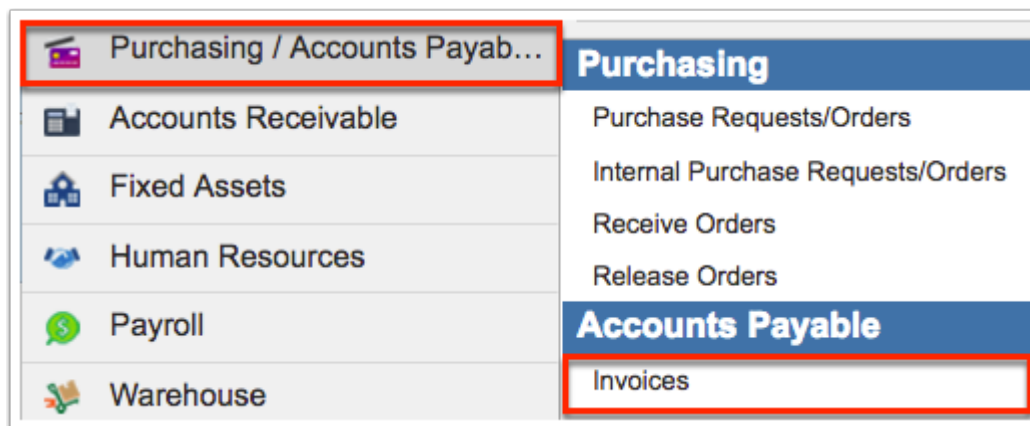 Purchasing / Accounts Payab...
Accounts Receivable
Fixed Assets
Human Resources
Payroll
Warehouse
Purchasing
Purchase Requests/Orders
Internal Purchase Requests/Orders
Receive Orders
Release Orders
Accounts Payable
Invoices